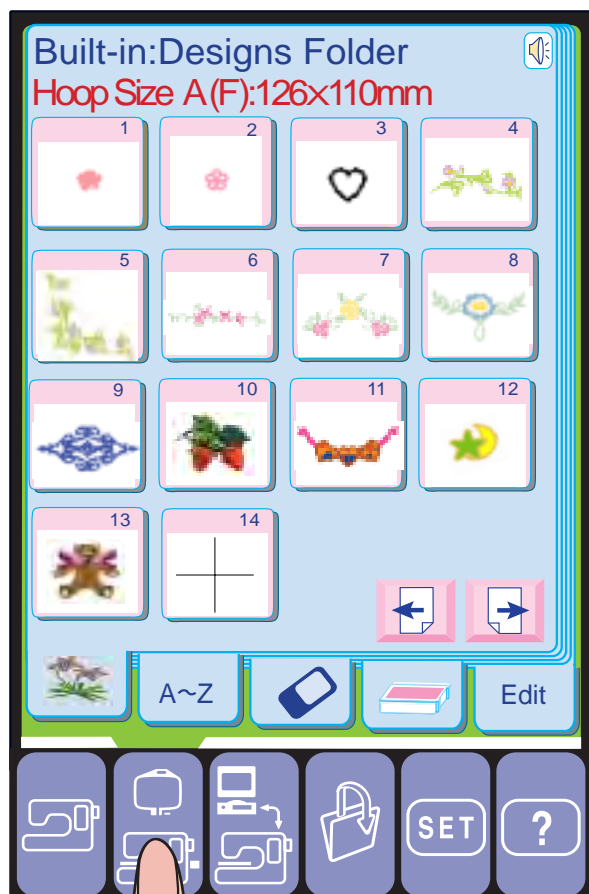 Built-in:Designs Folder
Hoop Size A (F):126×110mm
1 2 3 4
5 6 7 8
9 10 11 12
13 14
A~Z Edit
SET ?